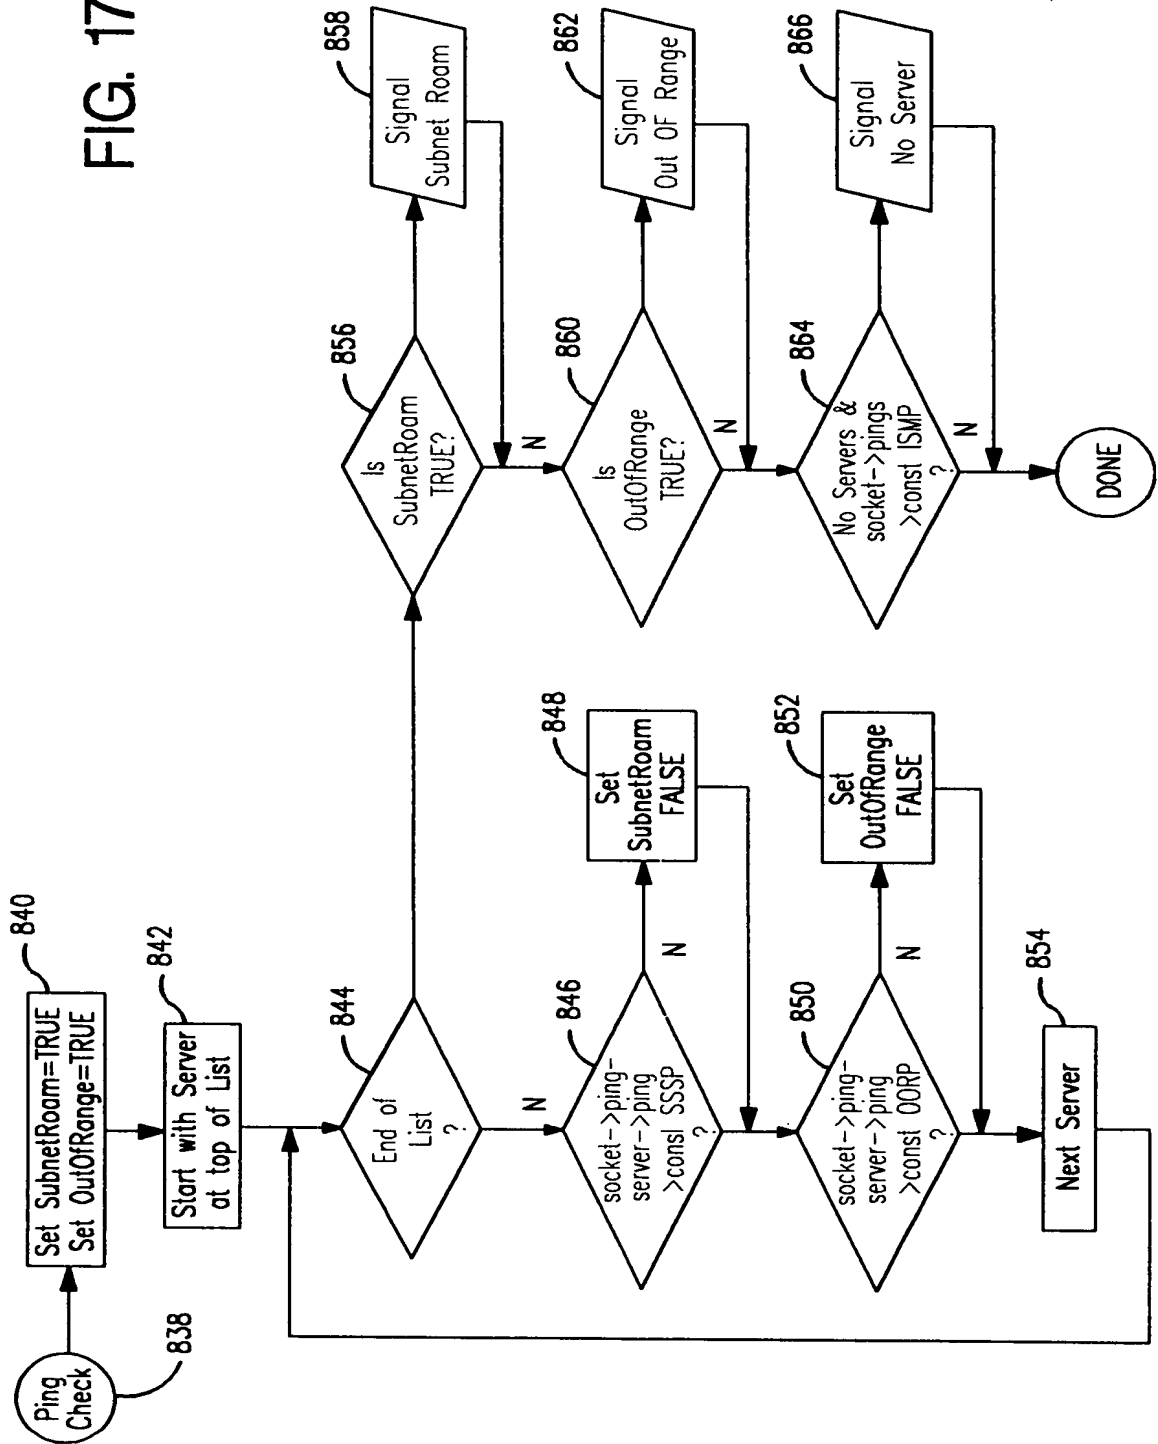 FIG. 17
Ping
Check
838
Set SubnetRoam=TRUE
Set OutOfRange=TRUE
840
Start with Server
at top of List
842
End of
List
?
844
N
socket->ping-
server->ping
>consl SSSP
?
846
N
Set
SubnetRoam
FALSE
848
socket->ping-
server->ping
>const OORP
?
850
N
Set
OutOfRange
FALSE
852
Next Server
854
Is
SubnetRoam
TRUE?
856
N
Signal
Subnet Roam
858
Is
OutOfRange
TRUE?
860
N
Signal
Out OF Range
862
No Servers &
socket->pings
>const ISMP
?
864
N
Signal
No Server
866
DONE